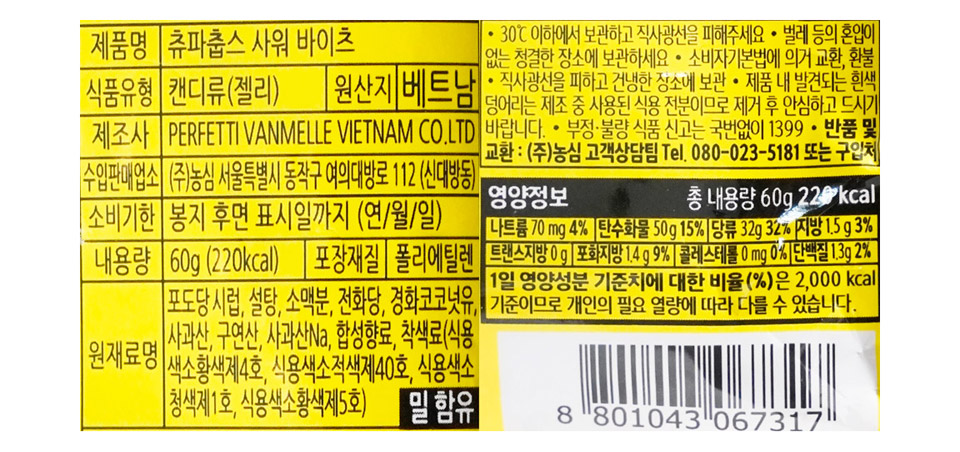 제품명 츄파춥스 사워 바이츠
식품유형 캔디류(젤리) 원산지 베트남
제조사 PERFETTI VANMELLE VIETNAM CO.LTD
수입판매업소 (주)농심 서울특별시 동작구 여의대방로 112 (신대방동)
소비기한 봉지 후면 표시일까지 (연/월/일)
내용량 60g (220kcal) 포장재질 폴리에틸렌
원재료명
포도당시럽, 설탕, 소맥분, 전화당, 경화코코넛유,
사과산, 구연산, 사과산Na, 합성향료, 착색료(식용
색소황색제4호, 식용색소적색제40호, 식용색소
청색제1호, 식용색소황색제5호)
밀 함유
• 30℃ 이하에서 보관하고 직사광선을 피해주세요 • 벌레 등의 혼입이
없는 청결한 장소에 보관하세요 • 소비자기본법에 의거 교환, 환불
• 직사광선을 피하고 건냉한 장소에 보관 • 제품 내 발견되는 흰색
덩어리는 제조 중 사용된 식용 전분이므로 제거 후 안심하고 드시기
바랍니다. • 부정·불량 식품 신고는 국번없이 1399 • 반품 및
교환 : (주)농심 고객상담팀 Tel. 080-023-5181 또는 구입처
영양정보 총 내용량 60g 220 kcal
나트륨 70 mg 4% 탄수화물 50 g 15% 당류 32g 32% 지방 1.5 g 3%
트랜스지방 0 g 포화지방 1.4 g 9% 콜레스테롤 0 mg 0% 단백질 1.3g 2%
1일 영양성분 기준치에 대한 비율(%)은 2,000 kcal
기준이므로 개인의 필요 열량에 따라 다를 수 있습니다.
8 801043 067317